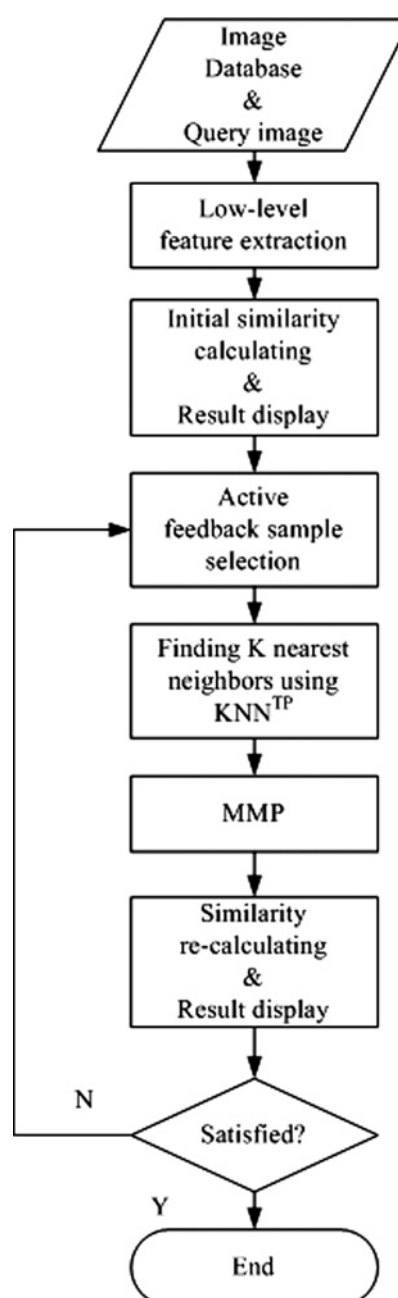 Image
Database
&
Query image
Low-level
feature extraction
Initial similarity
calculating
&
Result display
Active
feedback sample
selection
Finding K nearest
neighbors using
KNN^TP
MMP
Similarity
re-calculating
&
Result display
N
Satisfied?
Y
End